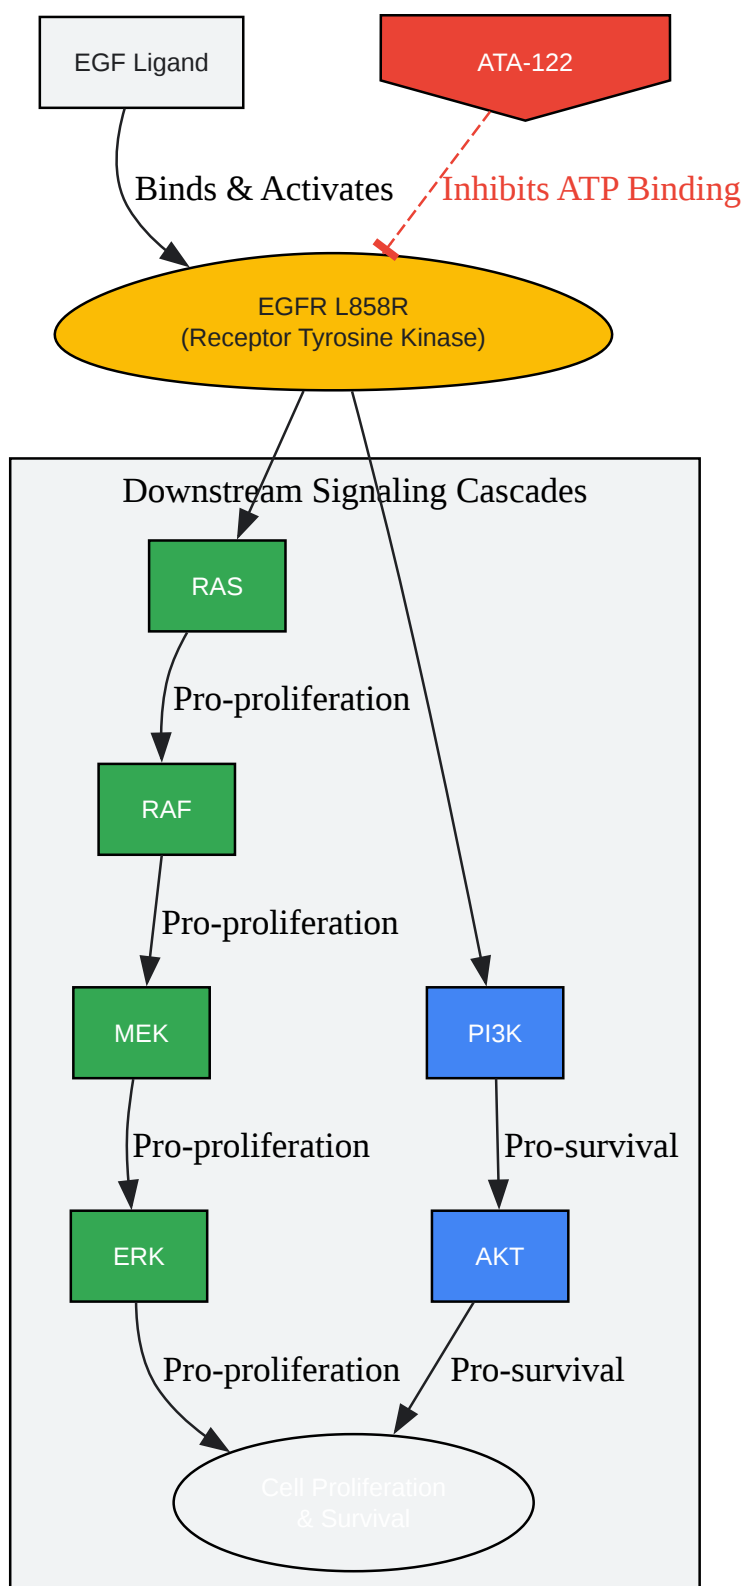 EGF Ligand
ATA-122
Binds & Activates
Inhibits ATP Binding
EGFR L858R
(Receptor Tyrosine Kinase)
Downstream Signaling Cascades
RAS
Pro-proliferation
RAF
Pro-proliferation
MEK
PI3K
Pro-proliferation
Pro-survival
ERK
AKT
Pro-proliferation
Pro-survival
Cell Proliferation
& Survival